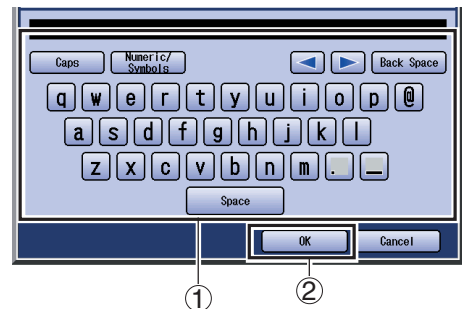 Caps Numeric/ Symbols Back Space
q w e r t y u i o p @
a s d f g h j k l
z x c v b n m . _
Space
OK Cancel
① ②